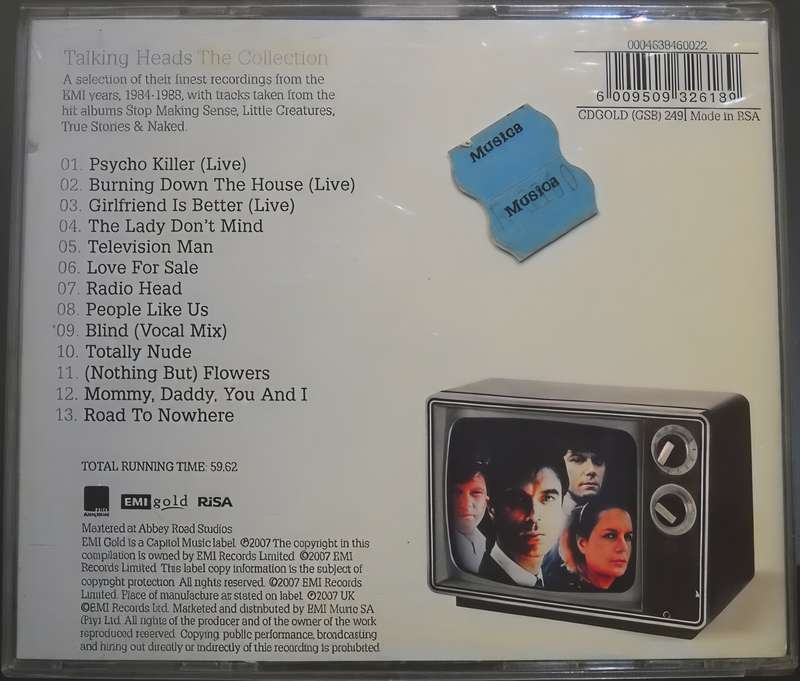 Talking Heads The Collection
A selection of their finest recordings from the
EMI years, 1984-1988, with tracks taken from the
hit albums Stop Making Sense, Little Creatures,
True Stories & Naked.
0004638460022
6 009509 326189
CDGOLD (GSB) 249 Made in RSA
Musica
Musica
01. Psycho Killer (Live)
02. Burning Down The House (Live)
03. Girlfriend Is Better (Live)
04. The Lady Don't Mind
05. Television Man
06. Love For Sale
07. Radio Head
08. People Like Us
09. Blind (Vocal Mix)
10. Totally Nude
11. (Nothing But) Flowers
12. Mommy, Daddy, You And I
13. Road To Nowhere
TOTAL RUNNING TIME: 59.62
EMI gold RiSA
Mastered at Abbey Road Studios
EMI Gold is a Capitol Music label. ℗2007 The copyright in this
compilation is owned by EMI Records Limited. ©2007 EMI
Records Limited. This label copy information is the subject of
copyright protection. All rights reserved. ©2007 EMI Records
Limited. Place of manufacture as stated on label. ℗2007 UK
©EMI Records Ltd. Marketed and distributed by EMI Music SA
(Pty) Ltd. All rights of the producer and of the owner of the work
reproduced reserved. Copying public performance, broadcasting
and hiring out directly or indirectly of this recording is prohibited